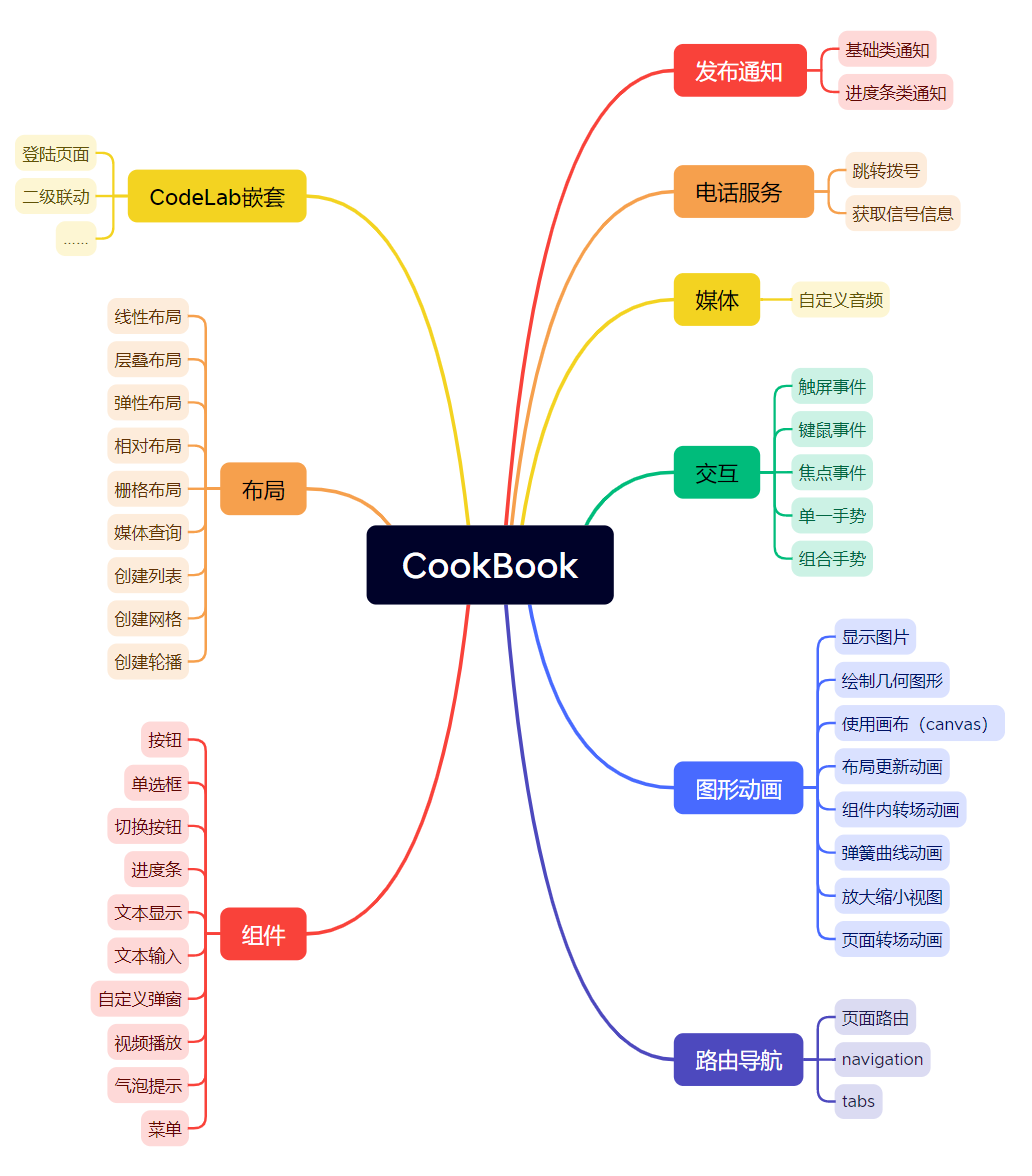 CookBook
发布通知
基础类通知
进度条类通知
电话服务
跳转拨号
获取信号信息
媒体
自定义音频
交互
触屏事件
键鼠事件
焦点事件
单一手势
组合手势
图形动画
显示图片
绘制几何图形
使用画布（canvas）
布局更新动画
组件内转场动画
弹簧曲线动画
放大缩小视图
页面转场动画
路由导航
页面路由
navigation
tabs
CodeLab嵌套
登陆页面
二级联动
……
布局
线性布局
层叠布局
弹性布局
相对布局
栅格布局
媒体查询
创建列表
创建网格
创建轮播
组件
按钮
单选框
切换按钮
进度条
文本显示
文本输入
自定义弹窗
视频播放
气泡提示
菜单